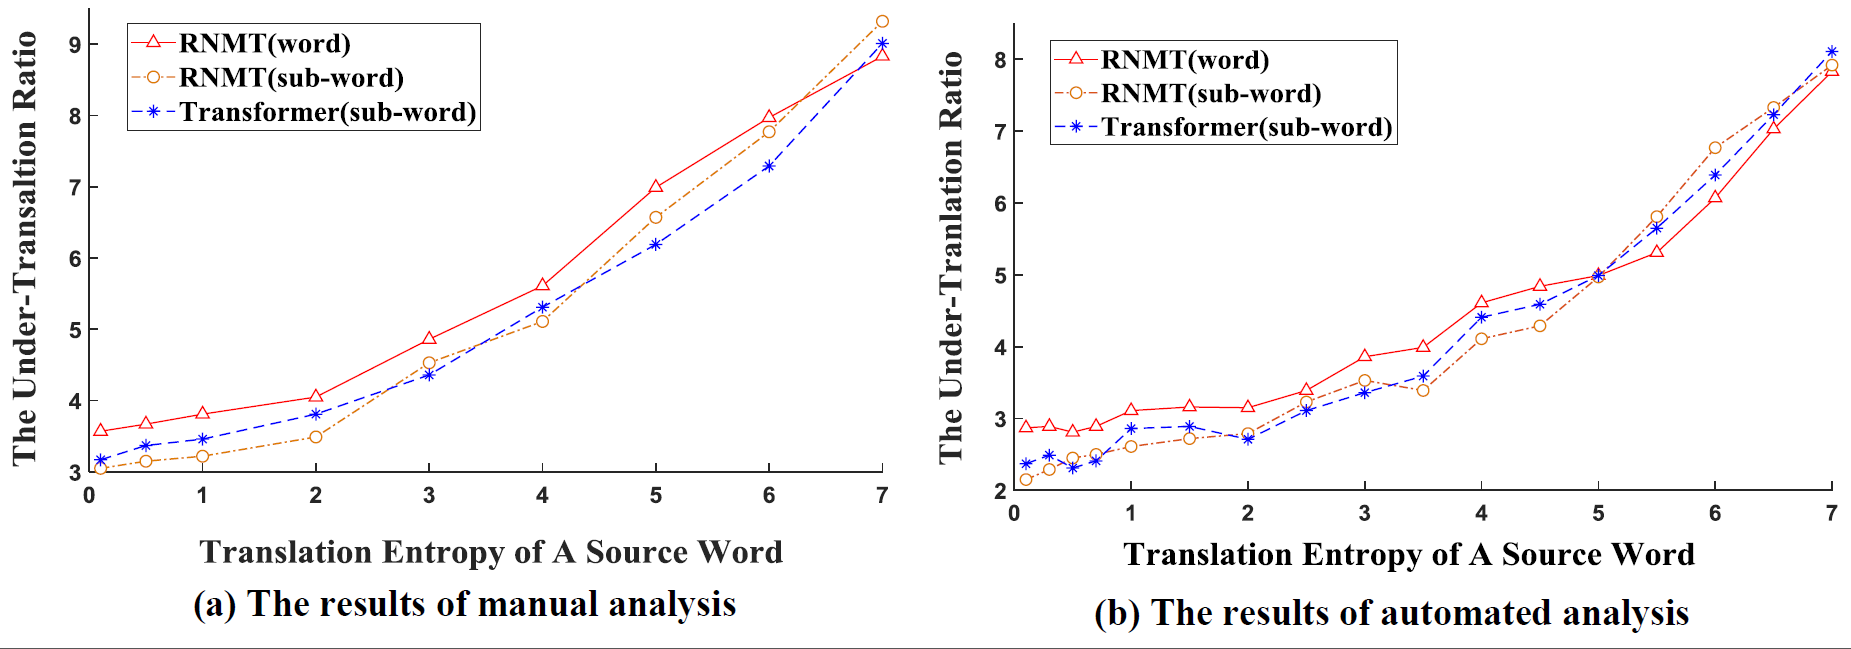 The Under-Transaltion Ratio
9
8
7
6
5
4
3
RNMT(word)
RNMT(sub-word)
Transformer(sub-word)
0 1 2 3 4 5 6 7
Translation Entropy of A Source Word
(a) The results of manual analysis
The Under-Tranlation Ratio
8
7
6
5
4
3
2
RNMT(word)
RNMT(sub-word)
Transformer(sub-word)
0 1 2 3 4 5 6 7
Translation Entropy of A Source Word
(b) The results of automated analysis